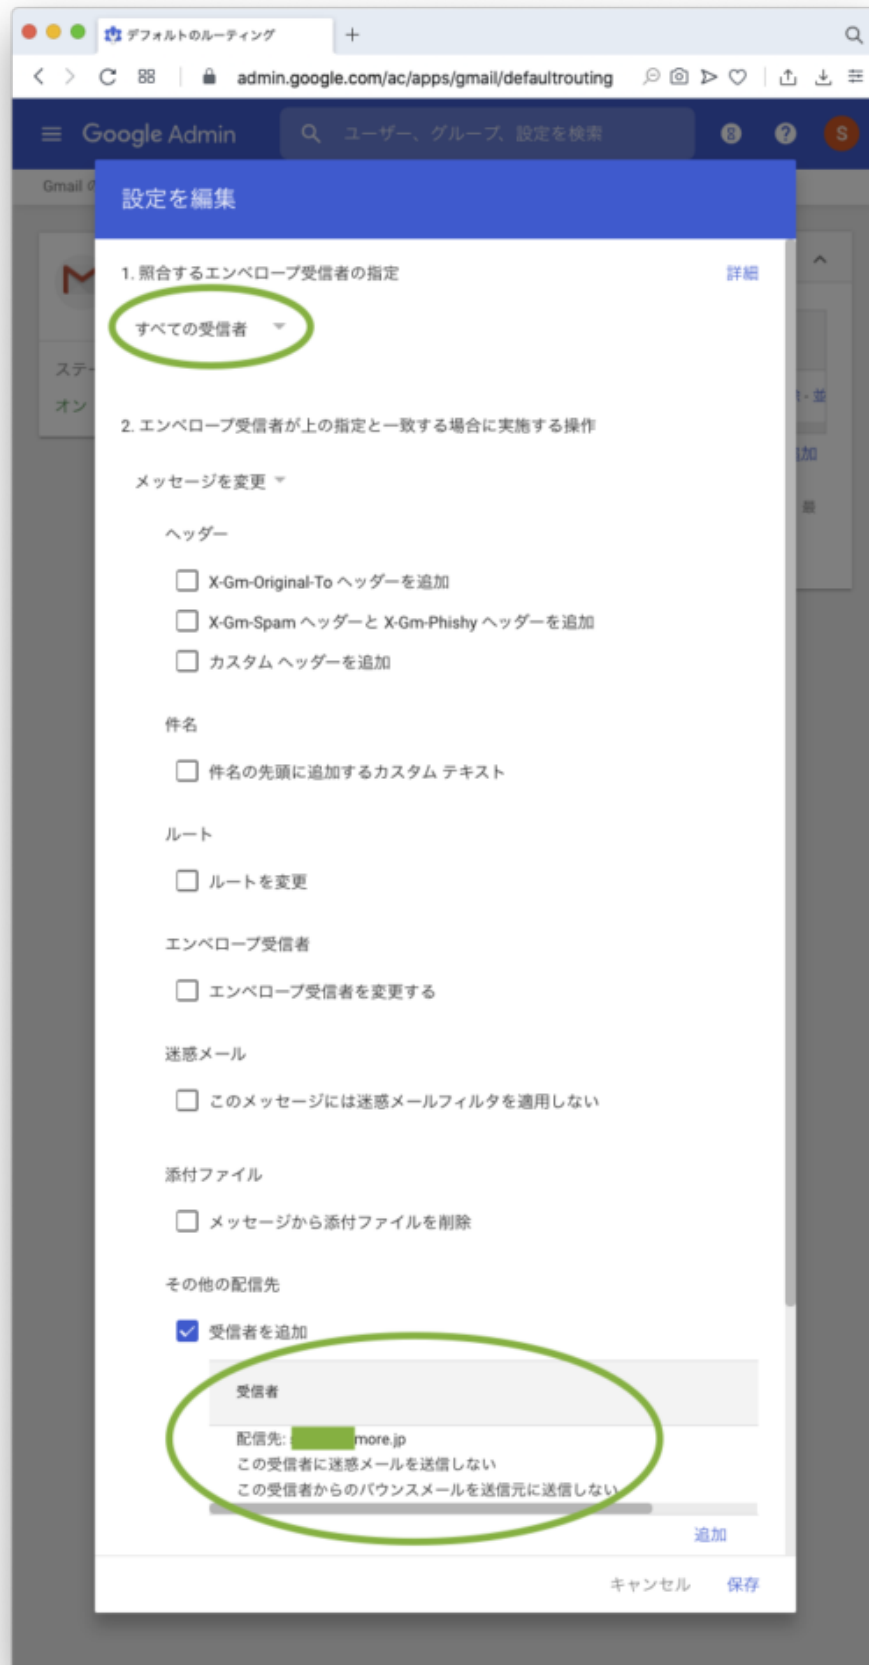 デフォルトのルーティング
admin.google.com/ac/apps/gmail/defaultrouting
Google Admin
ユーザー、グループ、設定を検索
S
Gmail の
設定を編集
1. 照合するエンベロープ受信者の指定
詳細
すべての受信者
ステー
オン
・並
2. エンベロープ受信者が上の指定と一致する場合に実施する操作
追加
メッセージを変更
最
ヘッダー
X-Gm-Original-To ヘッダーを追加
X-Gm-Spam ヘッダーと X-Gm-Phishy ヘッダーを追加
カスタム ヘッダーを追加
件名
件名の先頭に追加するカスタム テキスト
ルート
ルートを変更
エンベロープ受信者
エンベロープ受信者を変更する
迷惑メール
このメッセージには迷惑メールフィルタを適用しない
添付ファイル
メッセージから添付ファイルを削除
その他の配信先
受信者を追加
受信者
配信先: more.jp
この受信者に迷惑メールを送信しない
この受信者からのバウンスメールを送信元に送信しない
追加
キャンセル
保存